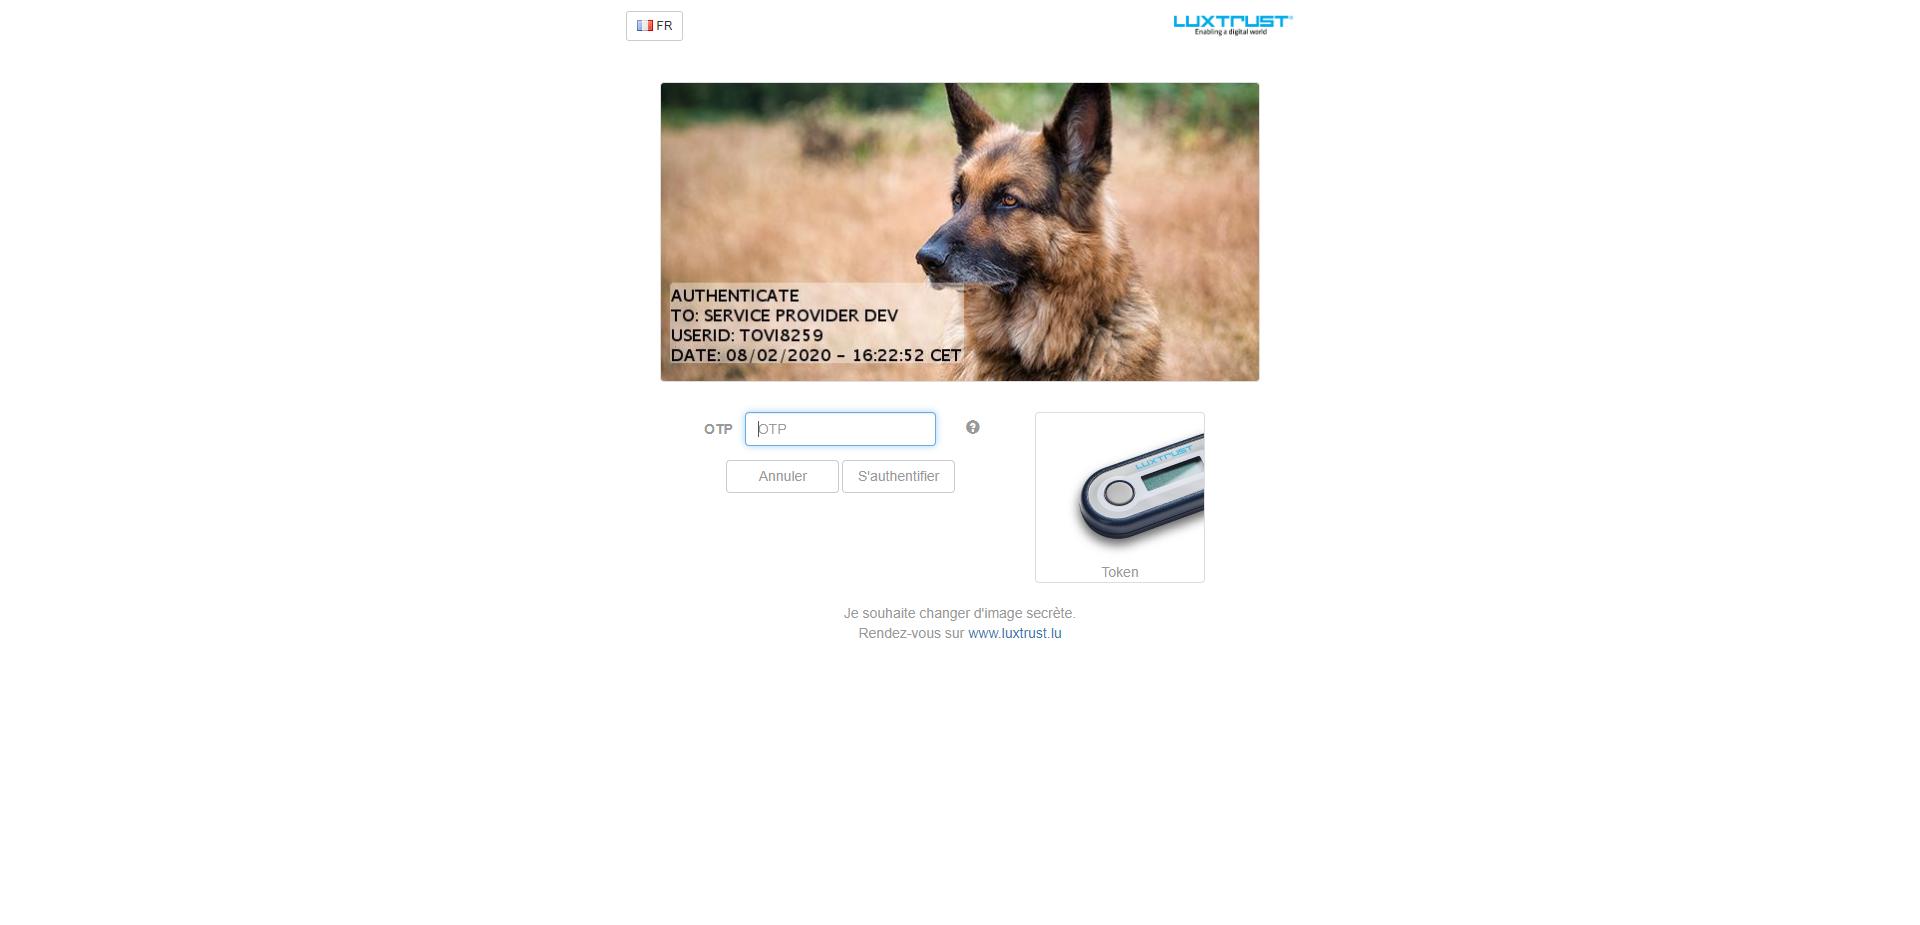 FR
LUXTRUST
Enabling a digital world
AUTHENTICATE
TO: SERVICE PROVIDER DEV
USERID: TOVI8259
DATE: 08/02/2020 - 16:22:52 CET
OTP OTP
Annuler S'authentifier
LUXTRUST
Token
Je souhaite changer d'image secrète.
Rendez-vous sur www.luxtrust.lu